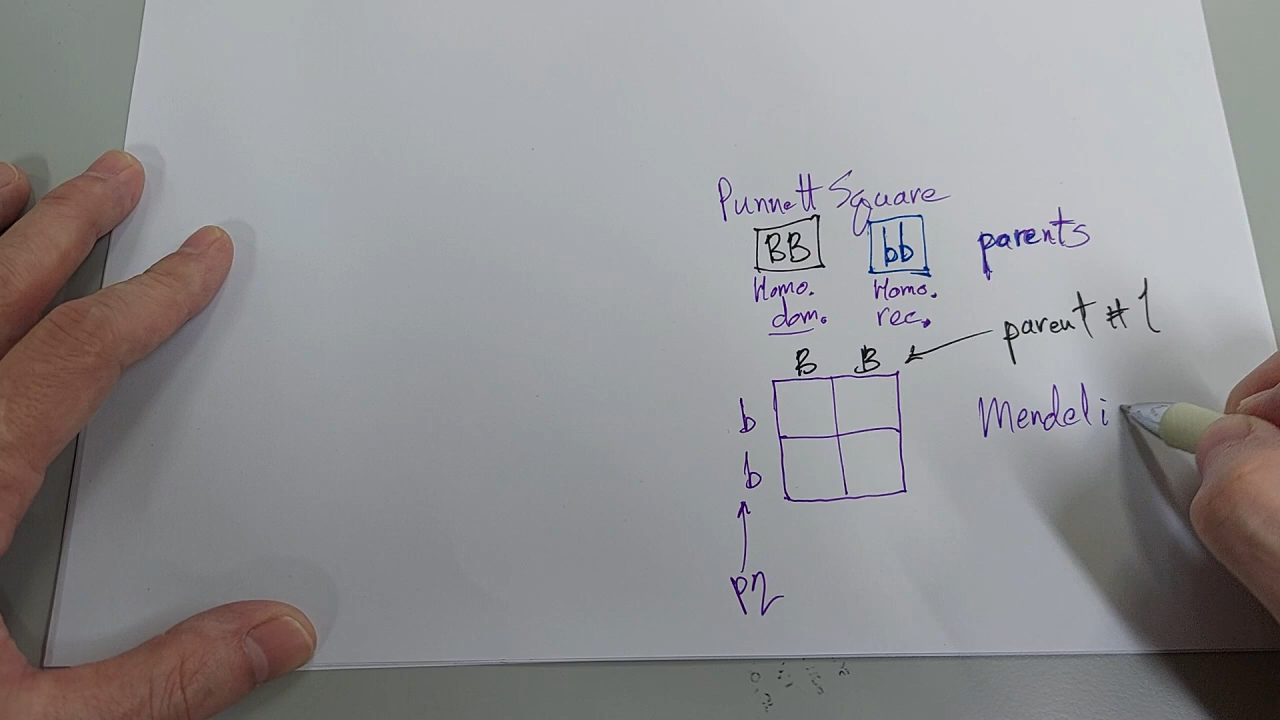 Punnett Square
BB bb parents
Homo. Homo.
dom. rec.
parent #1
B B
b
Mendeli
b
P2